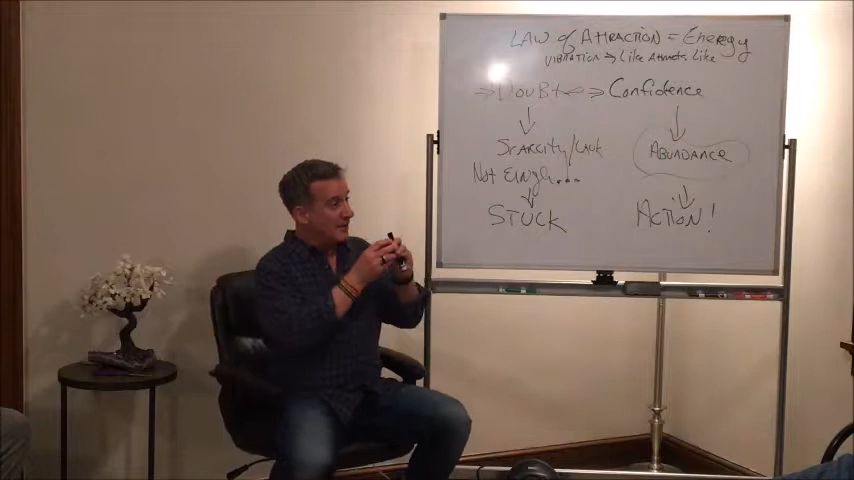 LAW of ATTRACTION = Energy
VIBRATION => Like Attracts Like
=> Doubt <= => Confidence
Scarcity/Lack ABUNDANCE
Not Enough...
STUCK ACTION!